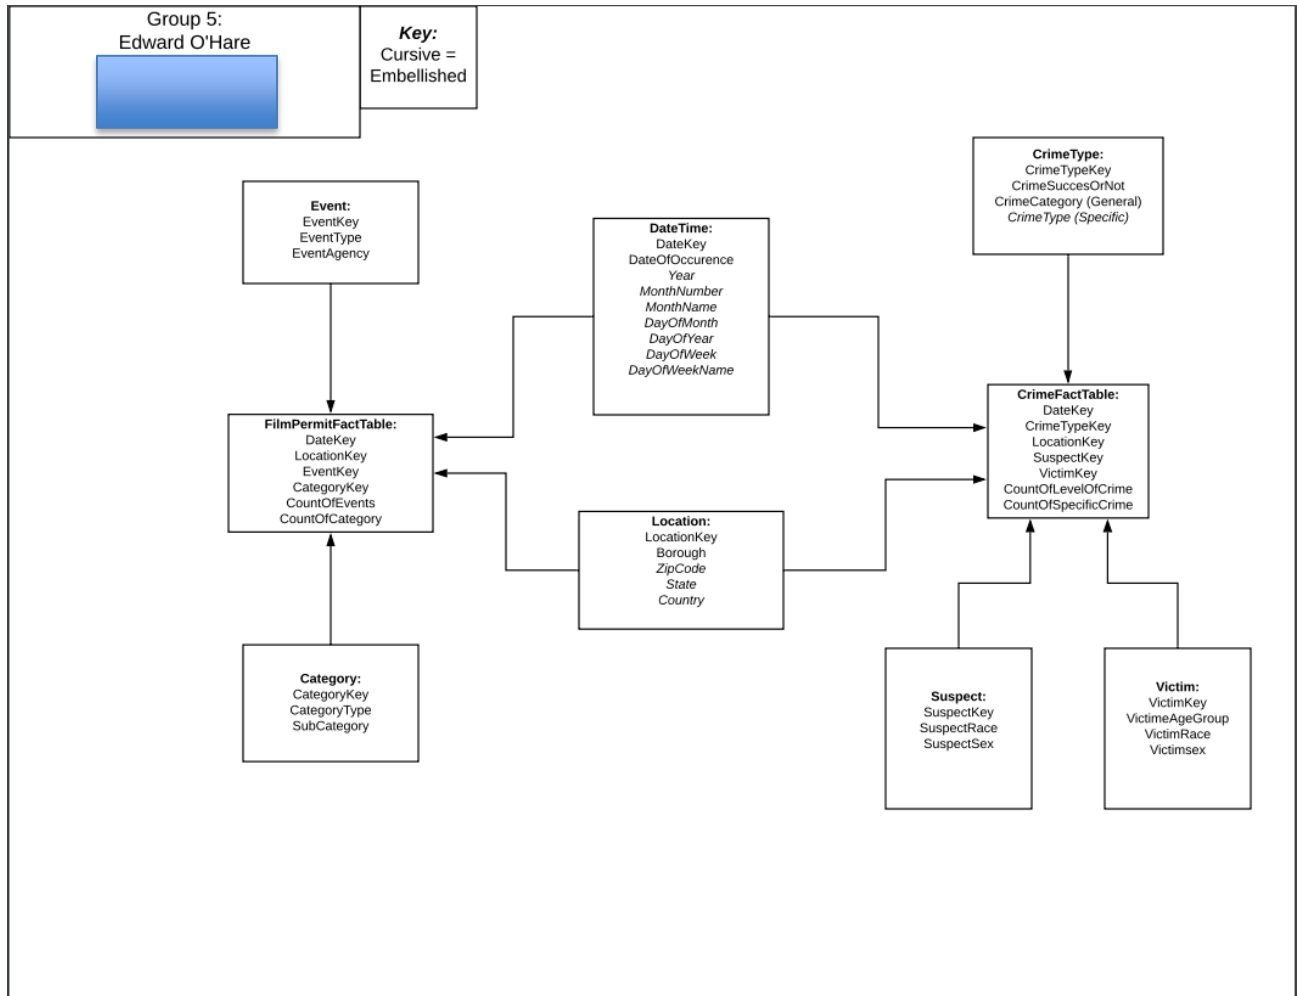 Group 5:
Edward O'Hare
Key:
Cursive =
Embellished
Event:
EventKey
EventType
EventAgency
DateTime:
DateKey
DateOfOccurence
Year
MonthNumber
MonthName
DayOfMonth
DayOfYear
DayOfWeek
DayOfWeekName
CrimeType:
CrimeTypeKey
CrimeSuccesOrNot
CrimeCategory (General)
CrimeType (Specific)
FilmPermitFactTable:
DateKey
LocationKey
EventKey
CategoryKey
CountOfEvents
CountOfCategory
Location:
LocationKey
Borough
ZipCode
State
Country
CrimeFactTable:
DateKey
CrimeTypeKey
LocationKey
SuspectKey
VictimKey
CountOfLevelOfCrime
CountOfSpecificCrime
Category:
CategoryKey
CategoryType
SubCategory
Suspect:
SuspectKey
SuspectRace
SuspectSex
Victim:
VictimKey
VictimeAgeGroup
VictimRace
Victimsex